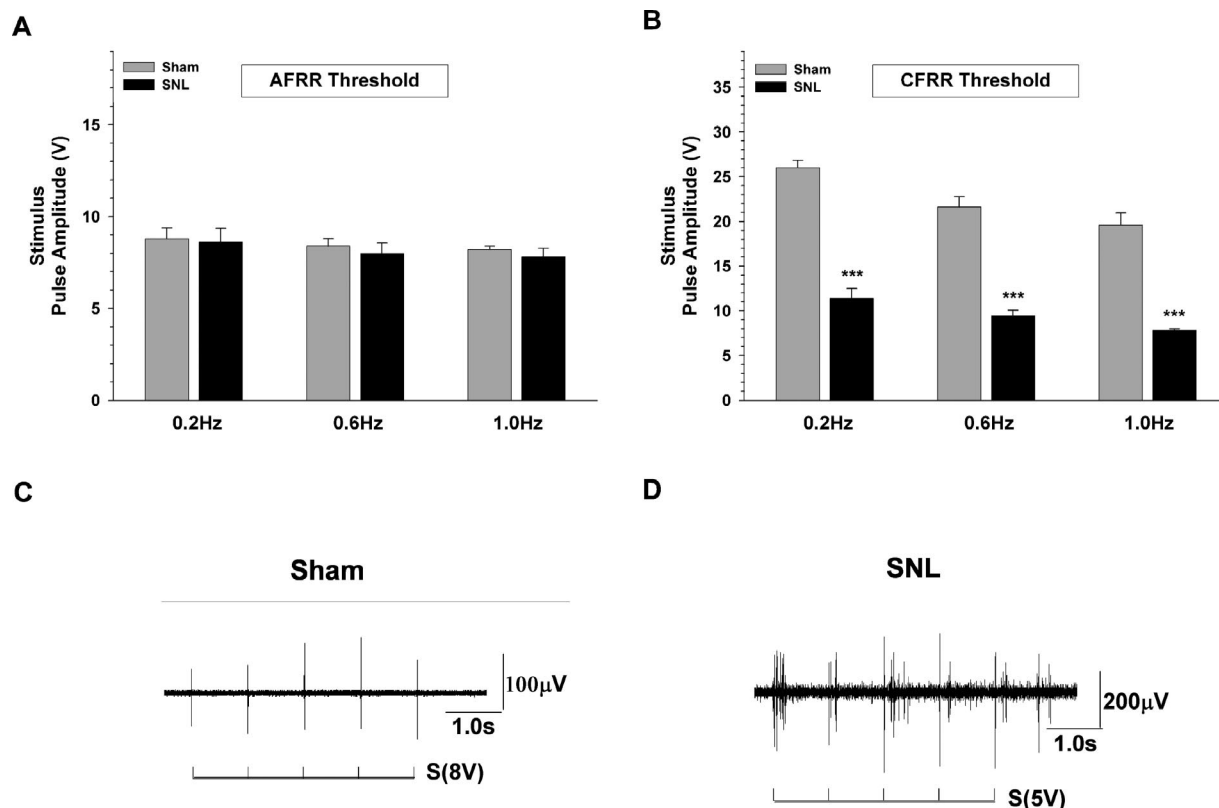 A
Sham
SNL
AFRR Threshold
Stimulus
Pulse Amplitude (V)
15
10
5
0
0.2Hz
0.6Hz
1.0Hz
B
Sham
SNL
CFRR Threshold
Stimulus
Pulse Amplitude (V)
35
30
25
20
15
10
5
0
***
***
***
0.2Hz
0.6Hz
1.0Hz
C
Sham
100μV
1.0s
S(8V)
D
SNL
200μV
1.0s
S(5V)